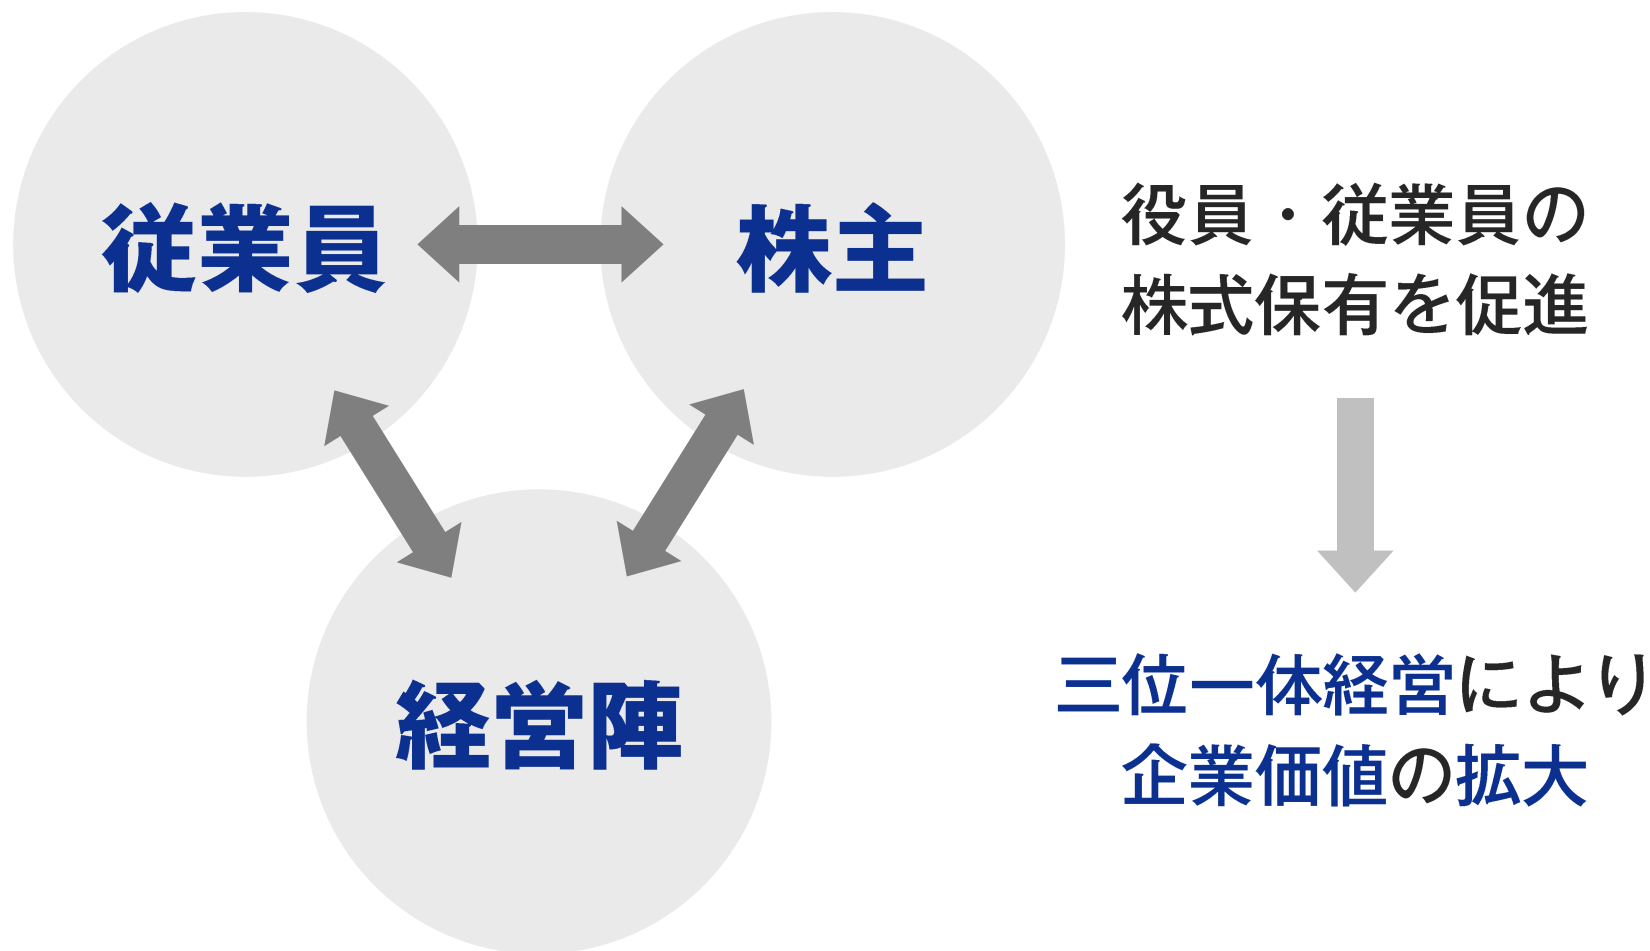 従業員
株主
経営陣
役員・従業員の
株式保有を促進
三位一体経営により
企業価値の拡大